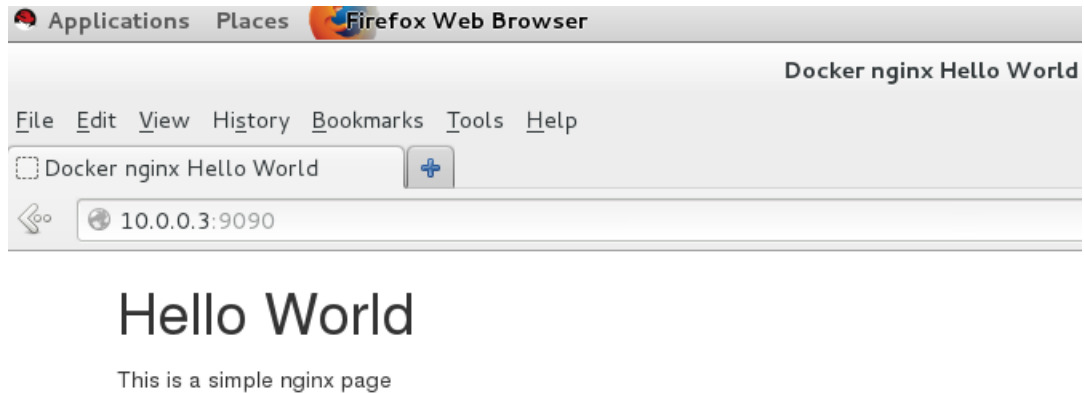 Applications Places Firefox Web Browser
Docker nginx Hello World
File Edit View History Bookmarks Tools Help
Docker nginx Hello World
10.0.0.3:9090
Hello World
This is a simple nginx page